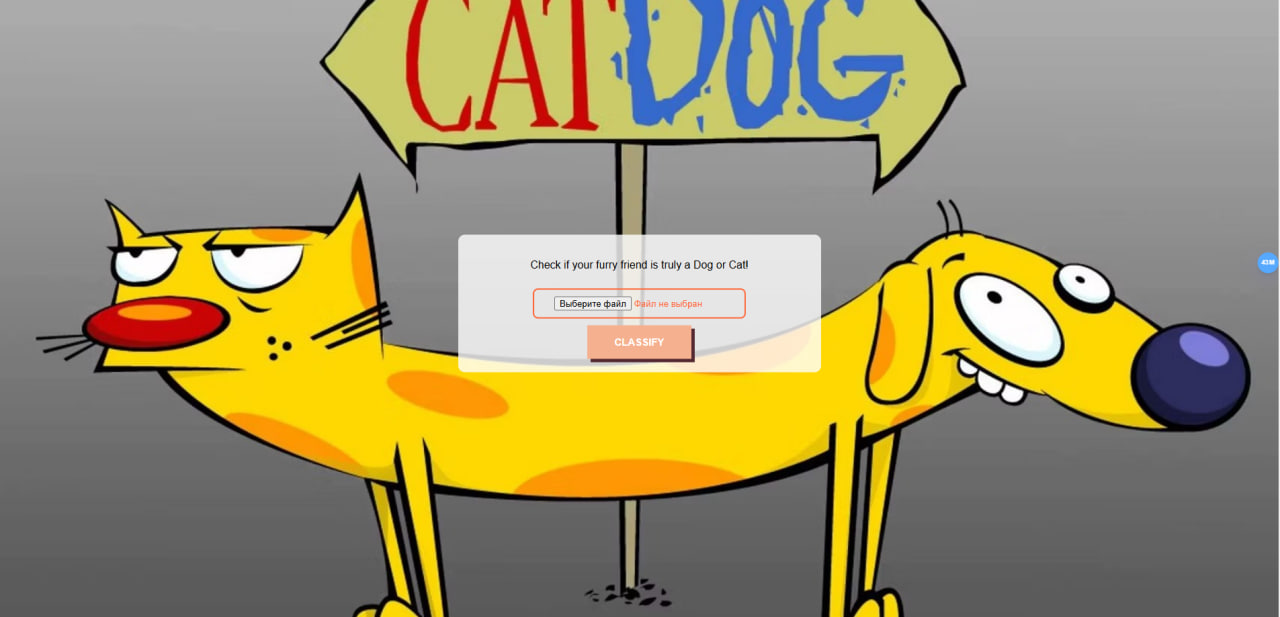 CATDOG
Check if your furry friend is truly a Dog or Cat!
Выберите файл Файл не выбран
43M
CLASSIFY